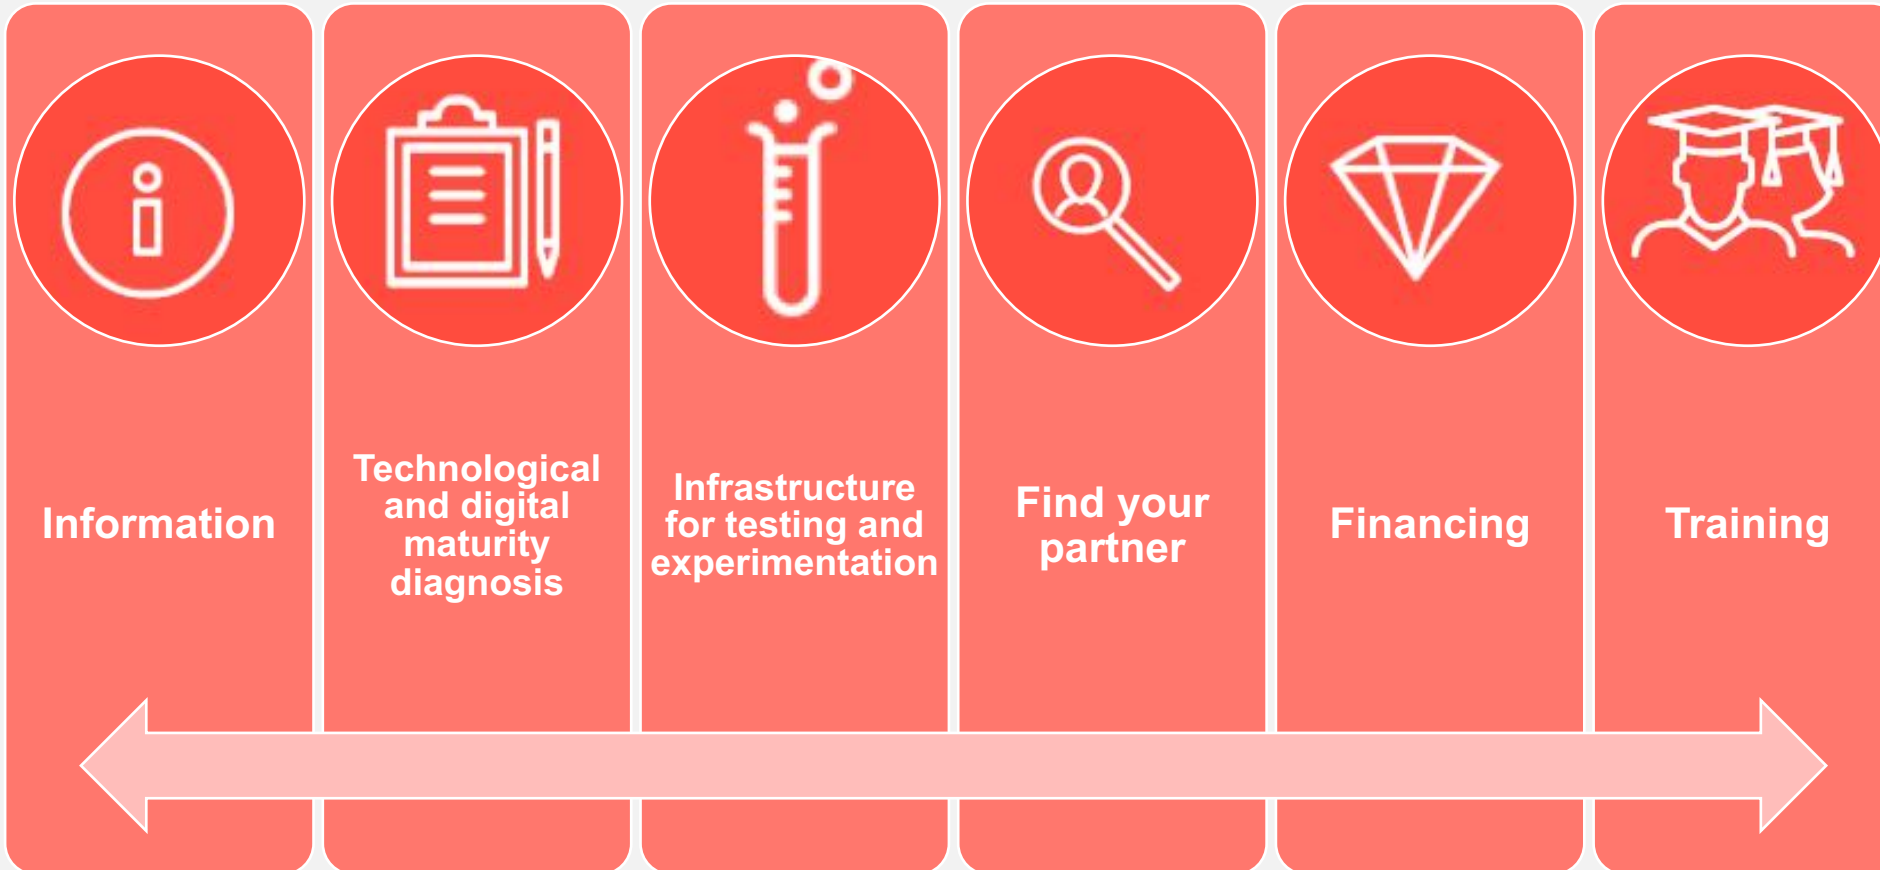 Information
Technological
and digital
maturity
diagnosis
Infrastructure
for testing and
experimentation
Find your
partner
Financing
Training